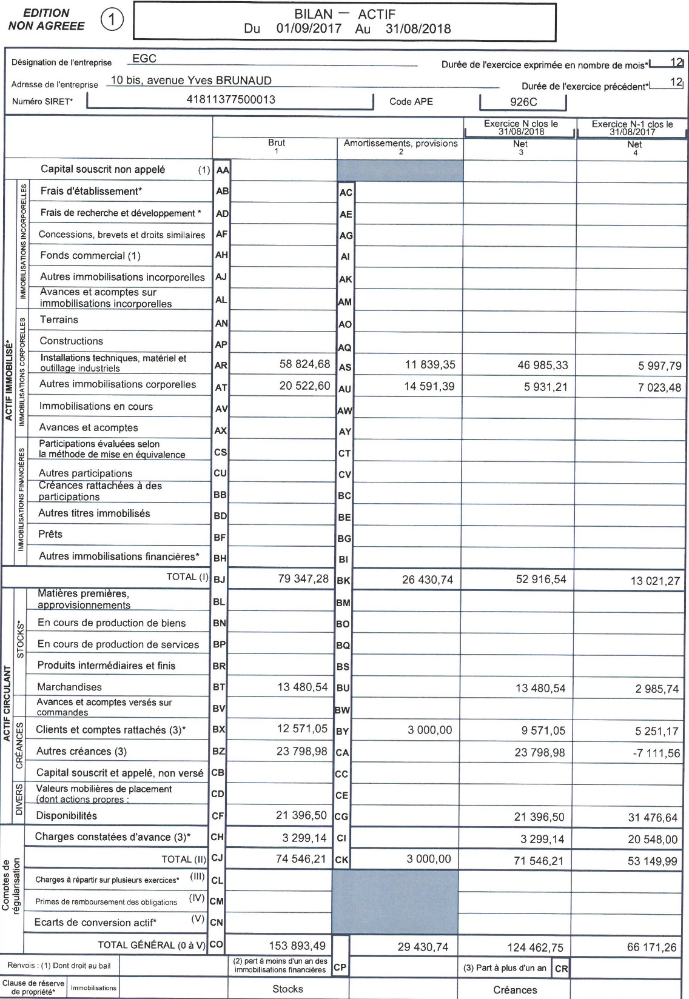 EDITION
NON AGREEE
1
BILAN — ACTIF
Du 01/09/2017 Au 31/08/2018
Désignation de l'entreprise EGC Durée de l'exercice exprimée en nombre de mois* 12
Adresse de l'entreprise 10 bis, avenue Yves BRUNAUD Durée de l'exercice précédent* 12
Numéro SIRET* 41811377500013 Code APE 926C
Exercice N clos le Exercice N-1 clos le
31/08/2018 31/08/2017
Brut Amortissements, provisions Net Net
1 2 3 4
Capital souscrit non appelé (1) AA
ACTIF IMMOBILISÉ*
IMMOBILISATIONS INCORPORELLES
Frais d'établissement* AB AC
Frais de recherche et développement * AD AE
Concessions, brevets et droits similaires AF AG
Fonds commercial (1) AH AI
Autres immobilisations incorporelles AJ AK
Avances et acomptes sur
immobilisations incorporelles AL AM
IMMOBILISATIONS CORPORELLES
Terrains AN AO
Constructions AP AQ
Installations techniques, matériel et
outillage industriels AR 58 824,68 AS 11 839,35 46 985,33 5 997,79
Autres immobilisations corporelles AT 20 522,60 AU 14 591,39 5 931,21 7 023,48
Immobilisations en cours AV AW
Avances et acomptes AX AY
IMMOBILISATIONS FINANCIÈRES
Participations évaluées selon
la méthode de mise en équivalence CS CT
Autres participations CU CV
Créances rattachées à des
participations BB BC
Autres titres immobilisés BD BE
Prêts BF BG
Autres immobilisations financières* BH BI
TOTAL (I) BJ 79 347,28 BK 26 430,74 52 916,54 13 021,27
ACTIF CIRCULANT
STOCKS*
Matières premières,
approvisionnements BL BM
En cours de production de biens BN BO
En cours de production de services BP BQ
Produits intermédiaires et finis BR BS
Marchandises BT 13 480,54 BU 13 480,54 2 985,74
Avances et acomptes versés sur
commandes BV BW
CRÉANCES
Clients et comptes rattachés (3)* BX 12 571,05 BY 3 000,00 9 571,05 5 251,17
Autres créances (3) BZ 23 798,98 CA 23 798,98 -7 111,56
Capital souscrit et appelé, non versé CB CC
DIVERS
Valeurs mobilières de placement
(dont actions propres : CD CE
Disponibilités CF 21 396,50 CG 21 396,50 31 476,64
Comptes de
régularisation
Charges constatées d'avance (3)* CH 3 299,14 CI 3 299,14 20 548,00
TOTAL (II) CJ 74 546,21 CK 3 000,00 71 546,21 53 149,99
Charges à répartir sur plusieurs exercices* (III) CL
Primes de remboursement des obligations (IV) CM
Ecarts de conversion actif* (V) CN
TOTAL GÉNÉRAL (0 à V) CO 153 893,49 29 430,74 124 462,75 66 171,26
Renvois : (1) Dont droit au bail (2) part à moins d'un an des
immobilisations financières CP (3) Part à plus d'un an CR
Clause de réserve
de propriété* Immobilisations Stocks Créances